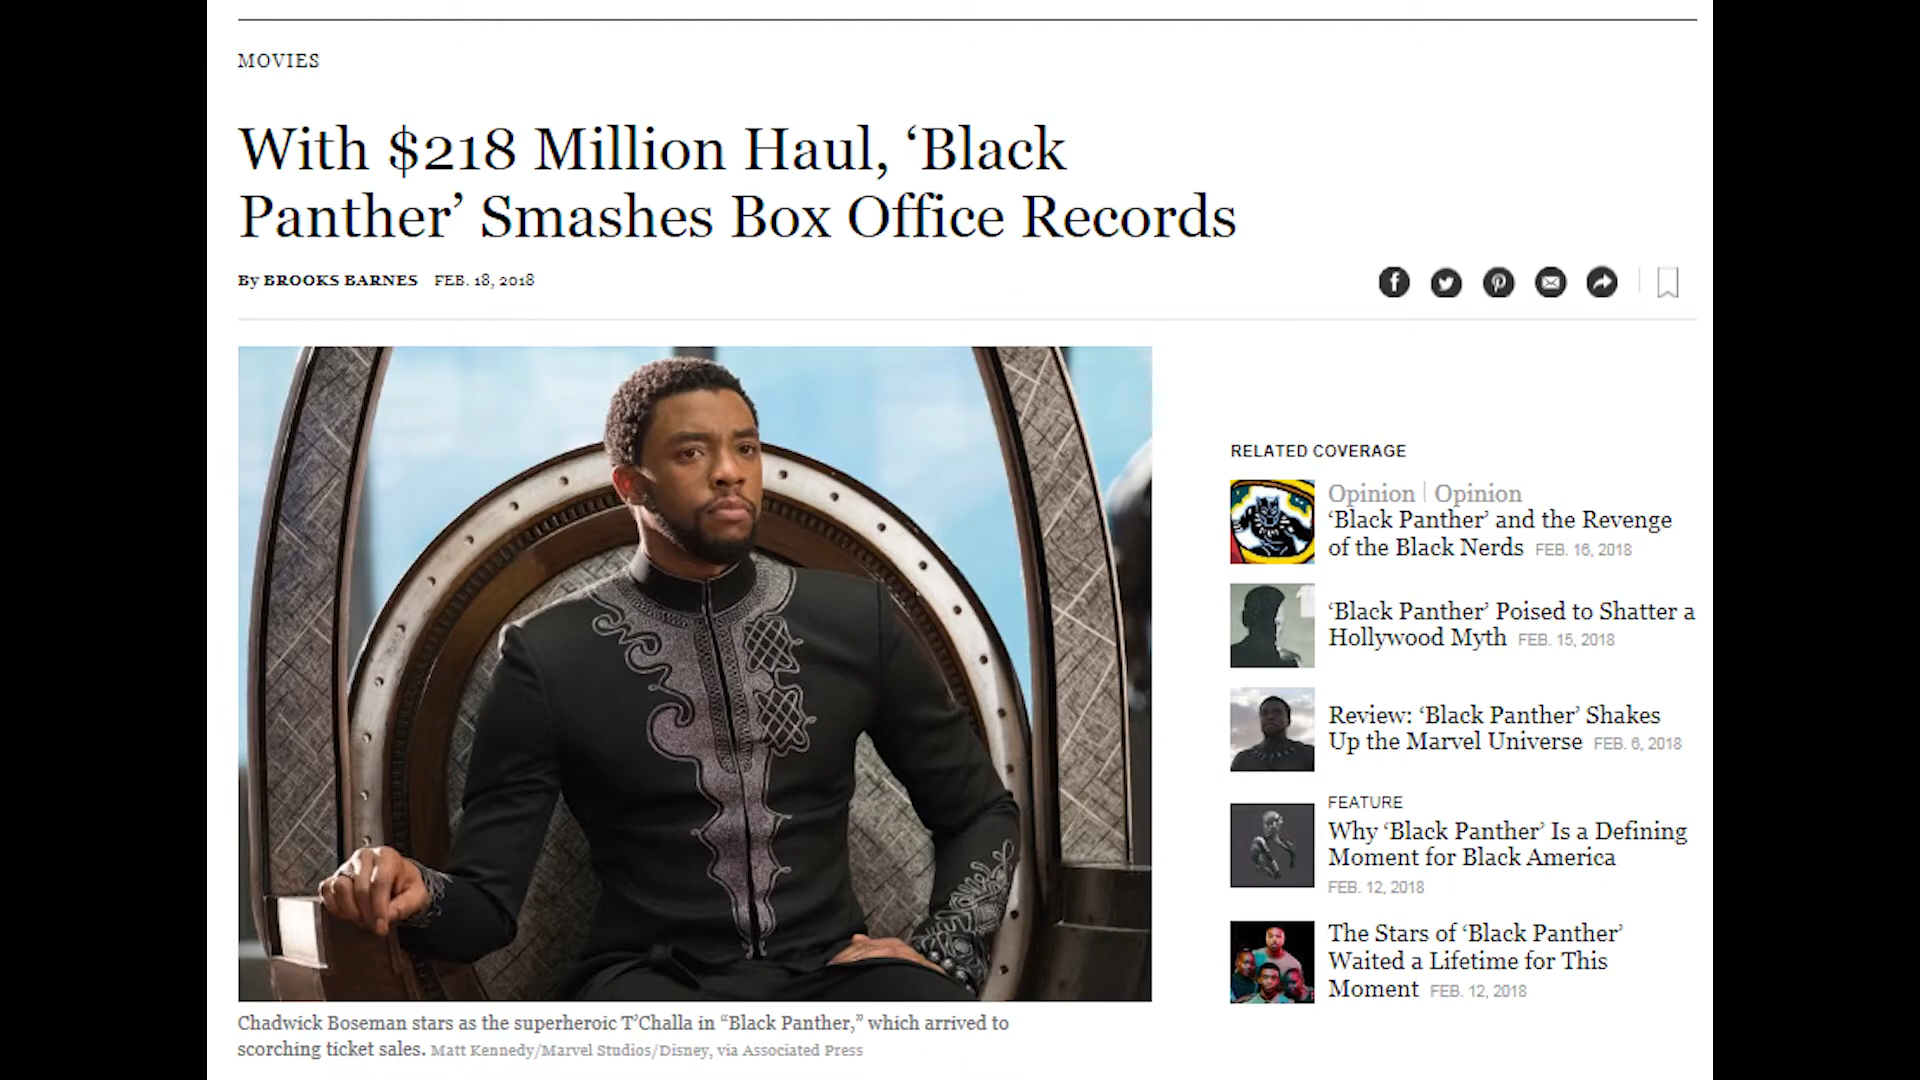 MOVIES
With $218 Million Haul, ‘Black
Panther’ Smashes Box Office Records
By BROOKS BARNES FEB. 18, 2018
RELATED COVERAGE
Opinion | Opinion
‘Black Panther’ and the Revenge
of the Black Nerds FEB. 16, 2018
‘Black Panther’ Poised to Shatter a
Hollywood Myth FEB. 15, 2018
Review: ‘Black Panther’ Shakes
Up the Marvel Universe FEB. 6, 2018
FEATURE
Why ‘Black Panther’ Is a Defining
Moment for Black America
FEB. 12, 2018
The Stars of ‘Black Panther’
Waited a Lifetime for This
Moment FEB. 12, 2018
Chadwick Boseman stars as the superheroic T’Challa in “Black Panther,” which arrived to
scorching ticket sales. Matt Kennedy/Marvel Studios/Disney, via Associated Press